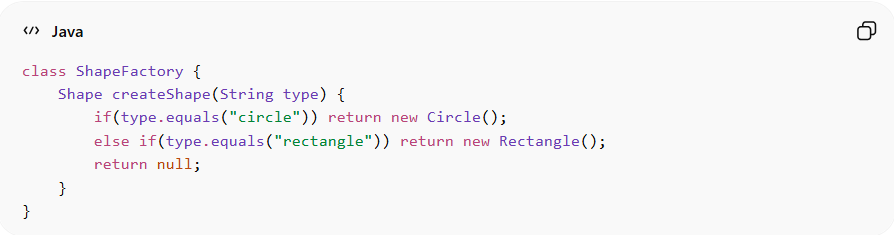 </> Java
class ShapeFactory {
    Shape createShape(String type) {
        if(type.equals("circle")) return new Circle();
        else if(type.equals("rectangle")) return new Rectangle();
        return null;
    }
}